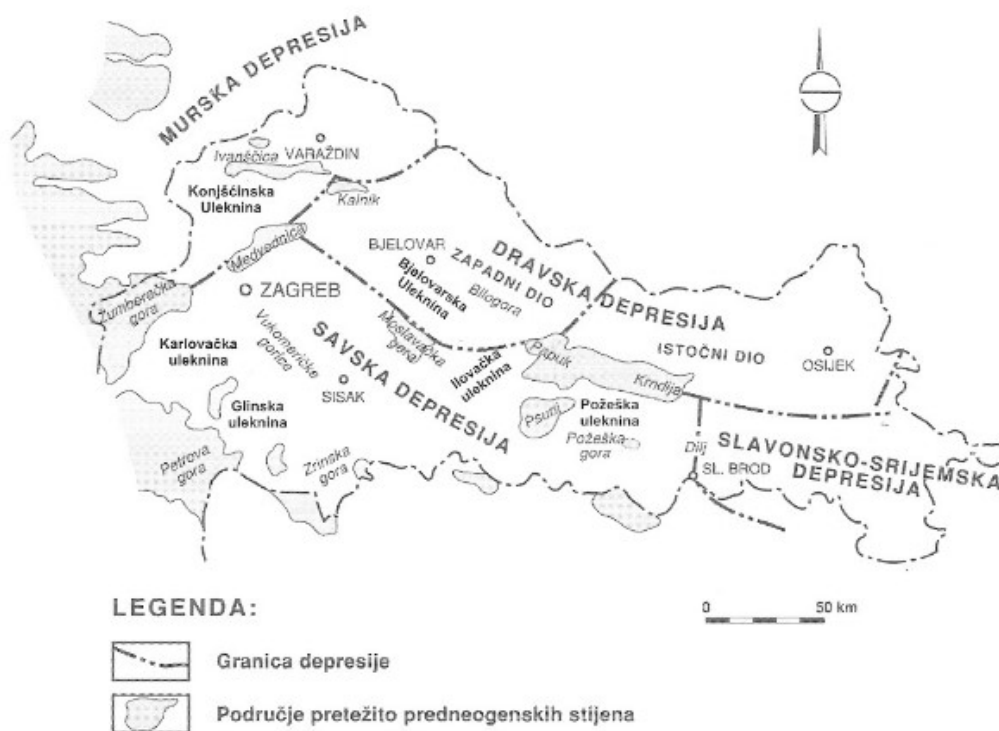 MURSKA DEPRESIJA
Ivanščica
VARAŽDIN
Konjšćinska
Uleknina
Kalnik
Medvednica
BJELOVAR
Bjelovarska
Uleknina
DRAVSKA DEPRESIJA
ZAPADNI DIO
Bilogora
Žumberačka
gora
ZAGREB
Karlovačka
uleknina
Vukomeričke
gorice
SAVSKA DEPRESIJA
Moslavačka
gora
Ilovačka
uleknina
Papuk
ISTOČNI DIO
OSIJEK
SISAK
Krndija
Glinska
uleknina
Psunj
Požeška
uleknina
Požeška
gora
Dilj
SLAVONSKO-SRIJEMSKA
DEPRESIJA
Petrova
gora
Zrinska
gora
SL. BROD
LEGENDA:
0 50 km
Granica depresije
Područje pretežito predneogenskih stijena